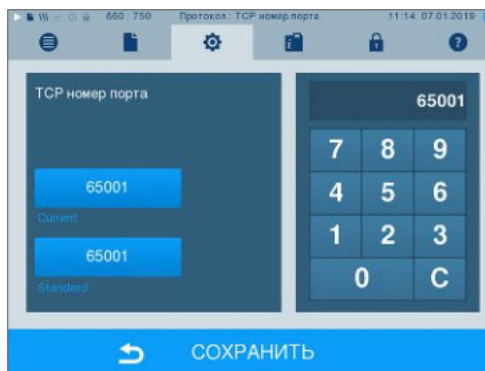 660 : 750 Протокол.: TCP номер порта 11:14 07.01.2019
TCP номер порта
65001
Current
65001
Standard
65001
7 8 9
4 5 6
1 2 3
0 C
СОХРАНИТЬ